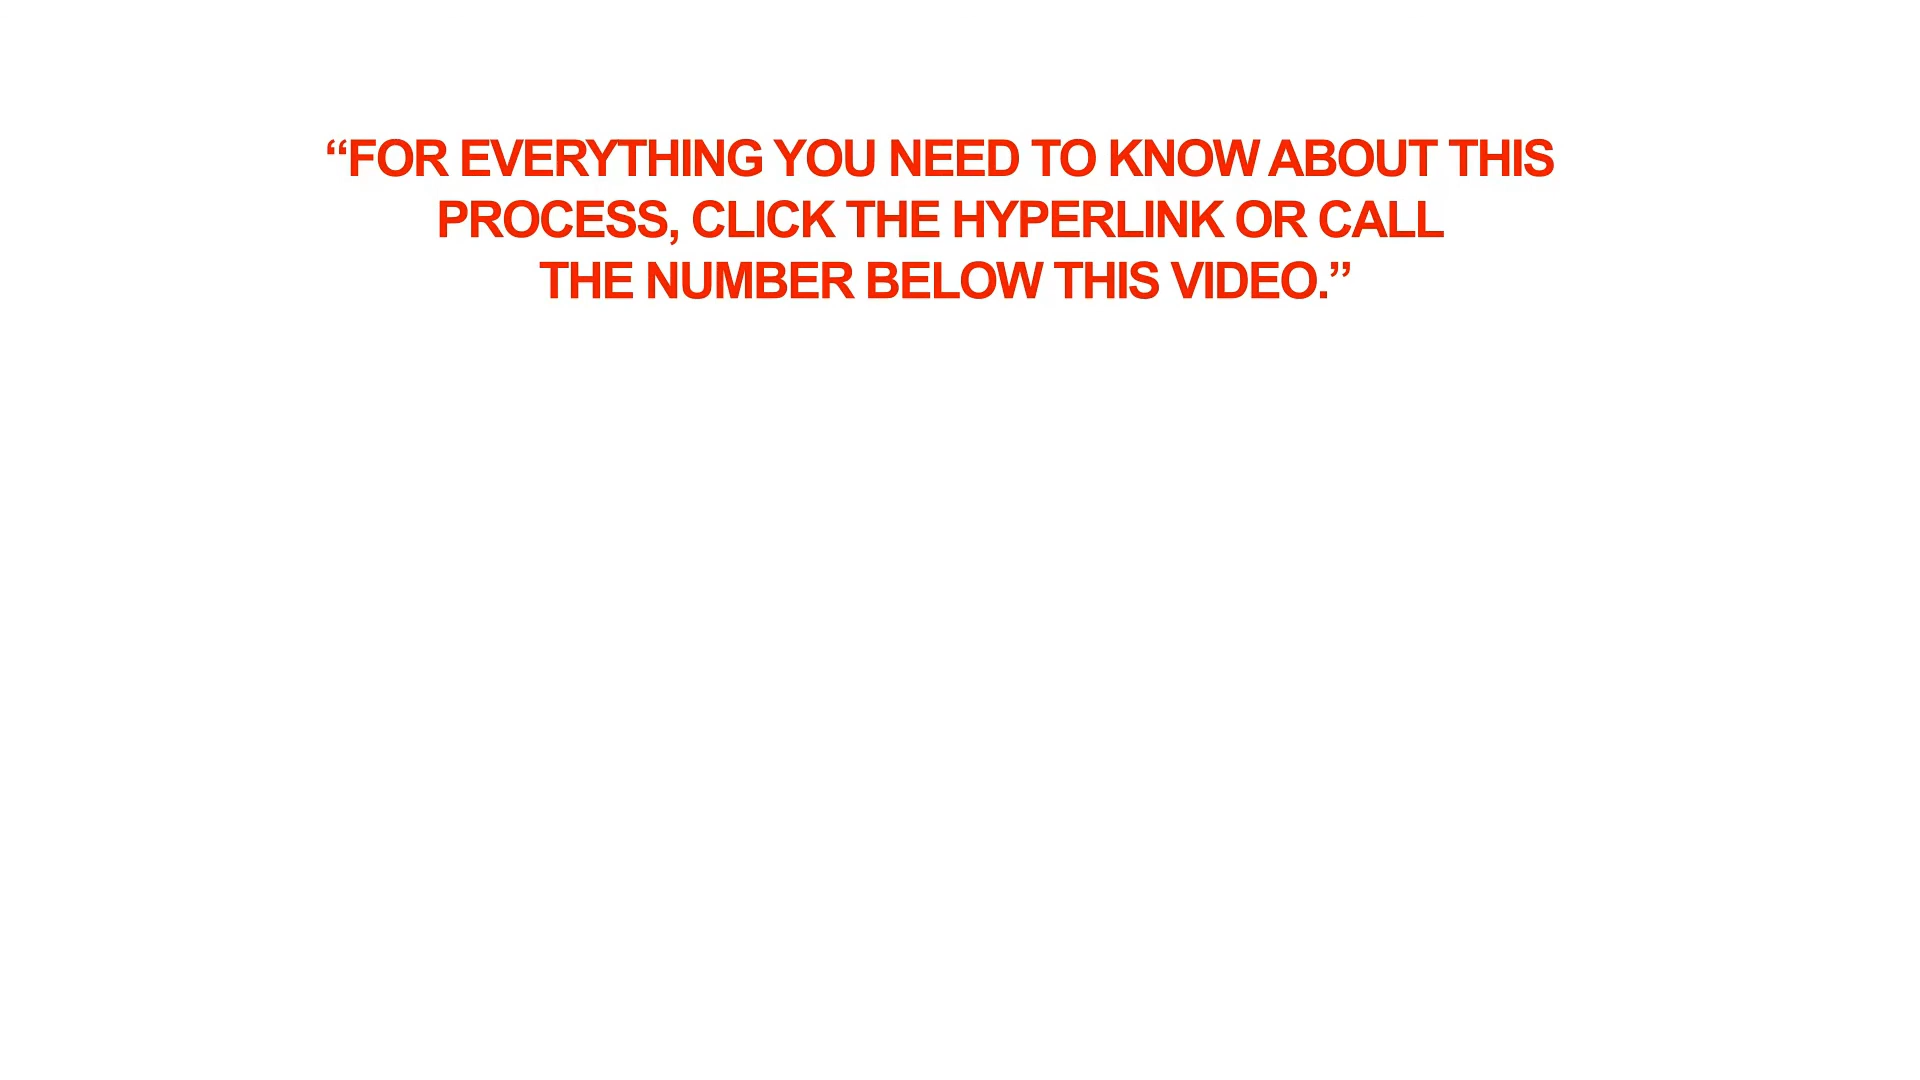 “FOR EVERYTHING YOU NEED TO KNOW ABOUT THIS
PROCESS, CLICK THE HYPERLINK OR CALL
THE NUMBER BELOW THIS VIDEO.”